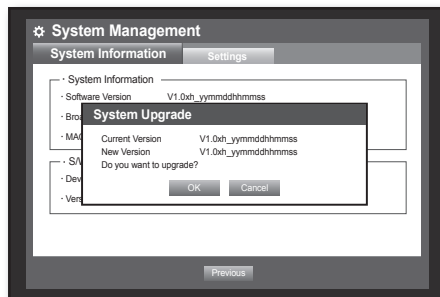 System Management
System Information Settings
· System Information
· Software Version V1.0xh_yymmddhhmmss
System Upgrade
Current Version V1.0xh_yymmddhhmmss
New Version V1.0xh_yymmddhhmmss
Do you want to upgrade?
OK Cancel
Previous